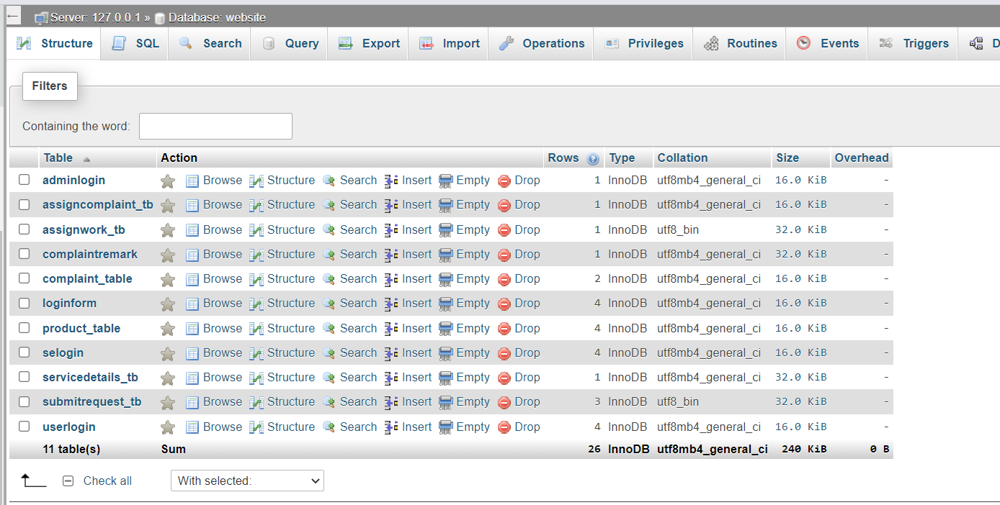 Server: 127.0.0.1 » Database: website
Structure SQL Search Query Export Import Operations Privileges Routines Events Triggers D
Filters
Containing the word:
Table Action Rows Type Collation Size Overhead
adminlogin Browse Structure Search Insert Empty Drop 1 InnoDB utf8mb4_general_ci 16.0 KiB -
assigncomplaint_tb Browse Structure Search Insert Empty Drop 1 InnoDB utf8mb4_general_ci 16.0 KiB -
assignwork_tb Browse Structure Search Insert Empty Drop 1 InnoDB utf8_bin 32.0 KiB -
complaintremark Browse Structure Search Insert Empty Drop 1 InnoDB utf8mb4_general_ci 32.0 KiB -
complaint_table Browse Structure Search Insert Empty Drop 2 InnoDB utf8mb4_general_ci 16.0 KiB -
loginform Browse Structure Search Insert Empty Drop 4 InnoDB utf8mb4_general_ci 16.0 KiB -
product_table Browse Structure Search Insert Empty Drop 4 InnoDB utf8mb4_general_ci 16.0 KiB -
selogin Browse Structure Search Insert Empty Drop 4 InnoDB utf8mb4_general_ci 16.0 KiB -
servicedetails_tb Browse Structure Search Insert Empty Drop 1 InnoDB utf8mb4_general_ci 32.0 KiB -
submitrequest_tb Browse Structure Search Insert Empty Drop 3 InnoDB utf8_bin 32.0 KiB -
userlogin Browse Structure Search Insert Empty Drop 4 InnoDB utf8mb4_general_ci 16.0 KiB -
11 table(s) Sum 26 InnoDB utf8mb4_general_ci 240 KiB 0 B
Check all With selected: